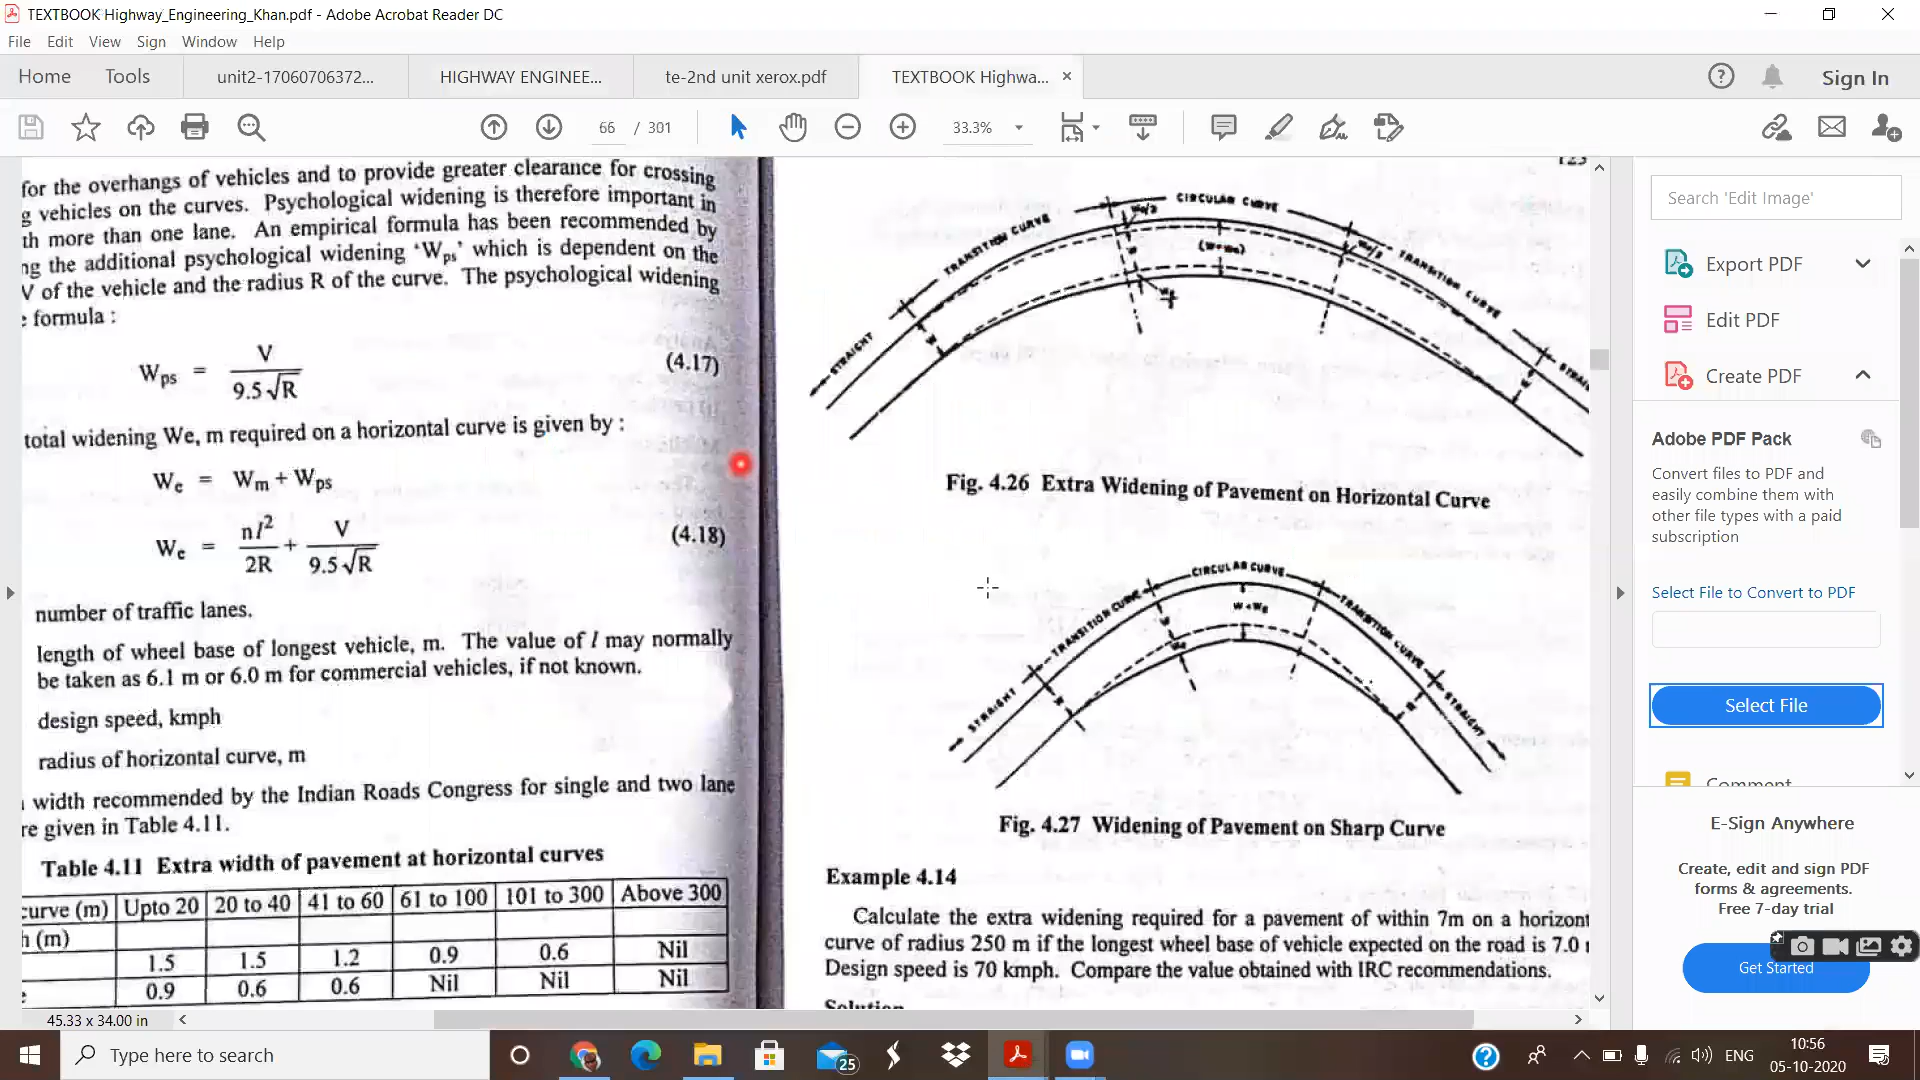 TEXTBOOK Highway_Engineering_Khan.pdf - Adobe Acrobat Reader DC
File Edit View Sign Window Help
Home Tools unit2-17060706372... HIGHWAY ENGINEE... te-2nd unit xerox.pdf TEXTBOOK Highwa... × Sign In
66 / 301 33.3%
for the overhangs of vehicles and to provide greater clearance for crossing
g vehicles on the curves. Psychological widening is therefore important in
th more than one lane. An empirical formula has been recommended by
ng the additional psychological widening ‘Wps’ which is dependent on the
V of the vehicle and the radius R of the curve. The psychological widening
formula :
Wps = V / 9.5√R (4.17)
total widening We, m required on a horizontal curve is given by :
We = Wm + Wps
We = nl²/2R + V/9.5√R (4.18)
number of traffic lanes.
length of wheel base of longest vehicle, m. The value of l may normally
be taken as 6.1 m or 6.0 m for commercial vehicles, if not known.
design speed, kmph
radius of horizontal curve, m
width recommended by the Indian Roads Congress for single and two lane
re given in Table 4.11.
Table 4.11 Extra width of pavement at horizontal curves
curve (m) Upto 20 20 to 40 41 to 60 61 to 100 101 to 300 Above 300
(m)
1.5 1.5 1.2 0.9 0.6 Nil
0.9 0.6 0.6 Nil Nil Nil
45.33 x 34.00 in
STRAIGHT
TRANSITION CURVE
CIRCULAR CURVE
TRANSITION CURVE
W
Fig. 4.26 Extra Widening of Pavement on Horizontal Curve
STRAIGHT
TRANSITION CURVE
CIRCULAR CURVE
TRANSITION CURVE
STRAIGHT
Fig. 4.27 Widening of Pavement on Sharp Curve
Example 4.14
Calculate the extra widening required for a pavement of within 7m on a horizont
curve of radius 250 m if the longest wheel base of vehicle expected on the road is 7.0
Design speed is 70 kmph. Compare the value obtained with IRC recommendations.
Solution
Search 'Edit Image'
Export PDF
Edit PDF
Create PDF
Adobe PDF Pack
Convert files to PDF and
easily combine them with
other file types with a paid
subscription
Select File to Convert to PDF
Select File
Comment
E-Sign Anywhere
Create, edit and sign PDF
forms & agreements.
Free 7-day trial
Get Started
Type here to search
25
ENG
10:56
05-10-2020